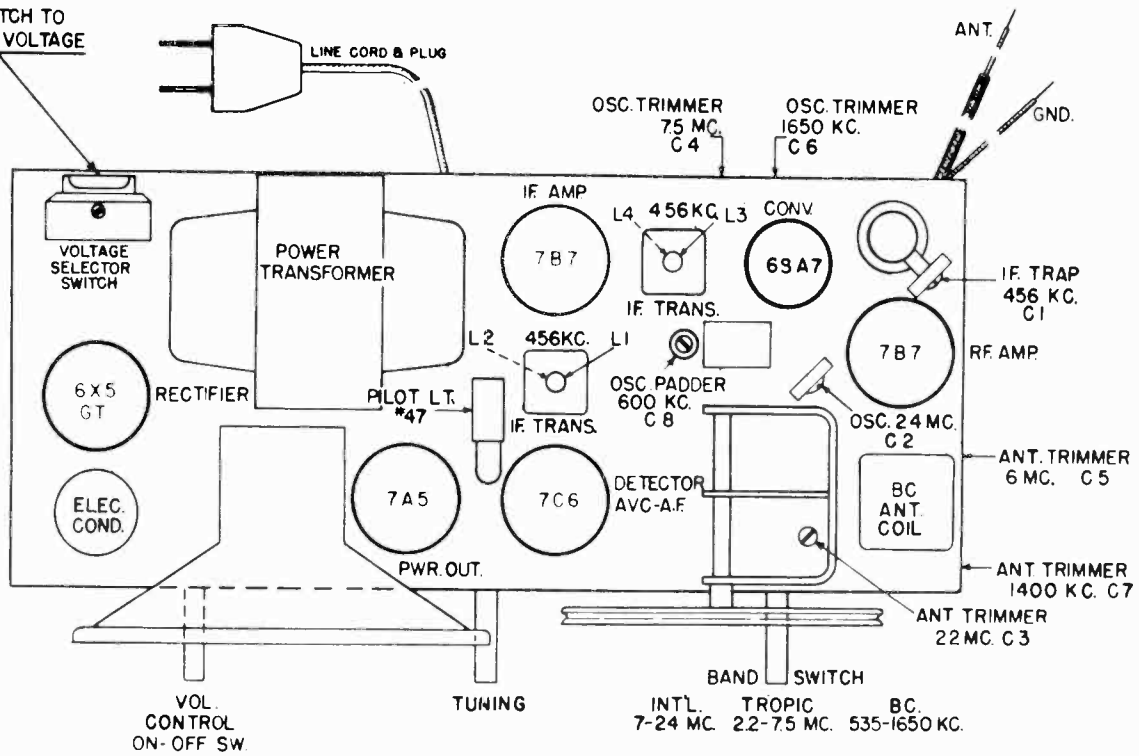 TCH TO
VOLTAGE
LINE CORD & PLUG
ANT.
GND.
OSC. TRIMMER
7.5 MC.
C 4
OSC. TRIMMER
1650 KC.
C 6
VOLTAGE
SELECTOR
SWITCH
POWER
TRANSFORMER
I.F. AMP.
7B7
L4 456KC. L3
I.F. TRANS.
CONV.
6SA7
I.F. TRAP
456 KC.
C1
7B7
R.F. AMP.
6X5
GT
RECTIFIER
L2 456KC. L1
I.F. TRANS.
PILOT LT.
#47
OSC. PADDER
600 KC.
C 8
OSC. 24 MC.
C 2
ANT. TRIMMER
6 MC. C 5
ELEC.
COND.
7A5
PWR. OUT.
7C6
DETECTOR
AVC-A.F.
BC
ANT.
COIL
ANT. TRIMMER
1400 KC. C7
ANT TRIMMER
22 MC. C 3
VOL.
CONTROL
ON-OFF SW.
TUNING
BAND SWITCH
INT'L. TROPIC BC.
7-24 MC. 2.2-7.5 MC. 535-1650 KC.